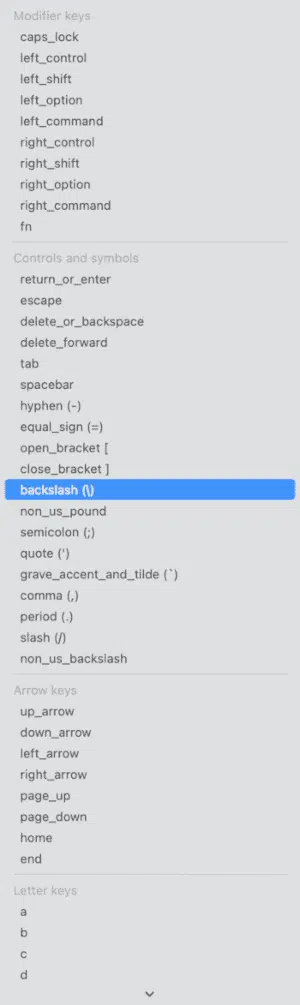 Modifier keys
caps_lock
left_control
left_shift
left_option
left_command
right_control
right_shift
right_option
right_command
fn
Controls and symbols
return_or_enter
escape
delete_or_backspace
delete_forward
tab
spacebar
hyphen (-)
equal_sign (=)
open_bracket [
close_bracket ]
backslash (\)
non_us_pound
semicolon (;)
quote (')
grave_accent_and_tilde (`)
comma (,)
period (.)
slash (/)
non_us_backslash
Arrow keys
up_arrow
down_arrow
left_arrow
right_arrow
page_up
page_down
home
end
Letter keys
a
b
c
d